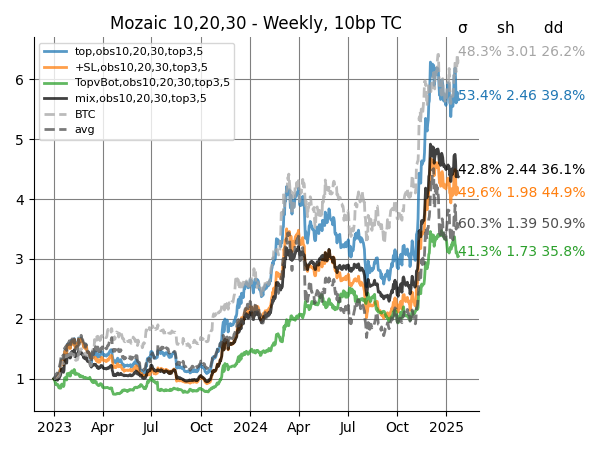 Mozaic 10,20,30 - Weekly, 10bp TC
σ sh dd
top,obs10,20,30,top3,5
+SL,obs10,20,30,top3,5
TopvBot,obs10,20,30,top3,5
mix,obs10,20,30,top3,5
BTC
avg
48.3% 3.01 26.2%
53.4% 2.46 39.8%
42.8% 2.44 36.1%
49.6% 1.98 44.9%
60.3% 1.39 50.9%
41.3% 1.73 35.8%
6
5
4
3
2
1
2023 Apr Jul Oct 2024 Apr Jul Oct 2025